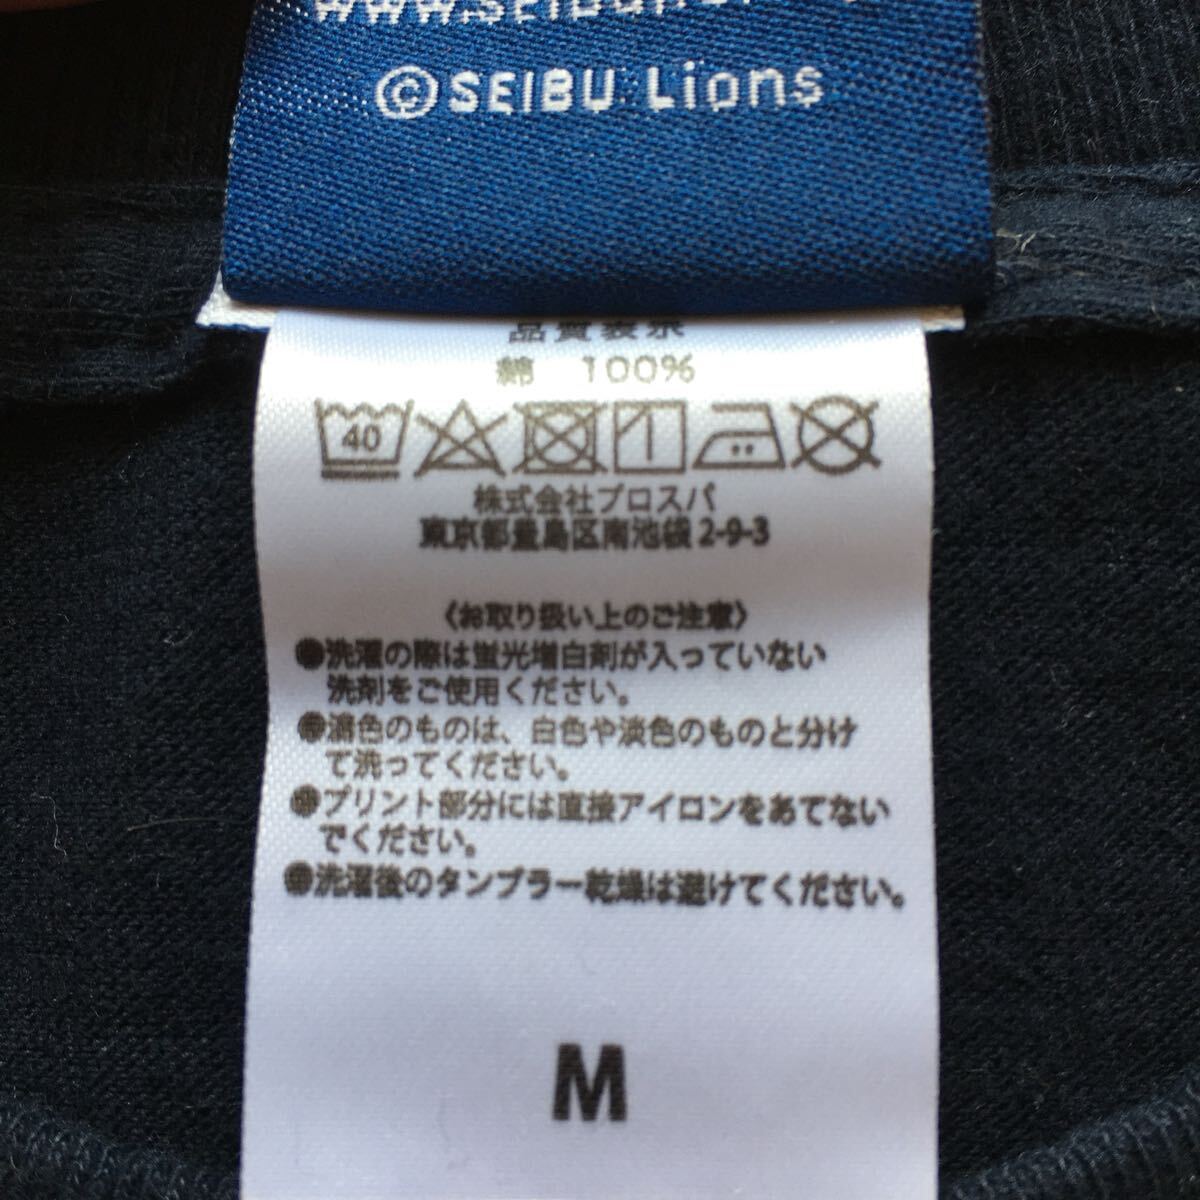 ©SEIBU Lions
品質表示
綿 100%
40
株式会社プロスパ
東京都豊島区南池袋2-9-3
〈お取り扱い上のご注意〉
●洗濯の際は蛍光増白剤が入っていない
洗剤をご使用ください。
●濃色のものは、白色や淡色のものと分け
て洗ってください。
●プリント部分には直接アイロンをあてない
でください。
●洗濯後のタンブラー乾燥は避けてください。
M